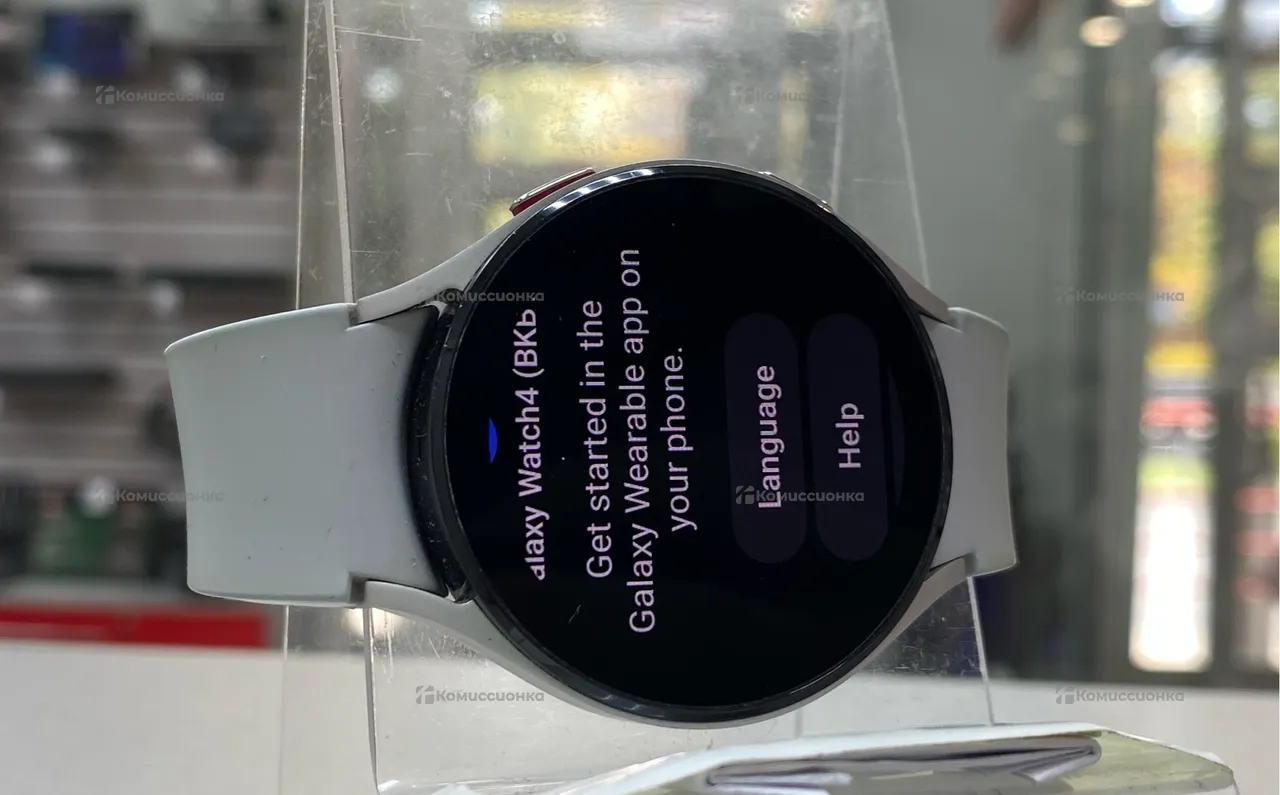 alaxy Watch4 (BKЬ
Get started in the
Galaxy Wearable app on
your phone.
Language
Help
Комиссионка
Комиссионка
Комиссионка
Комиссионка
Комиссионка
Комиссионка
Комиссионка
Комиссионка